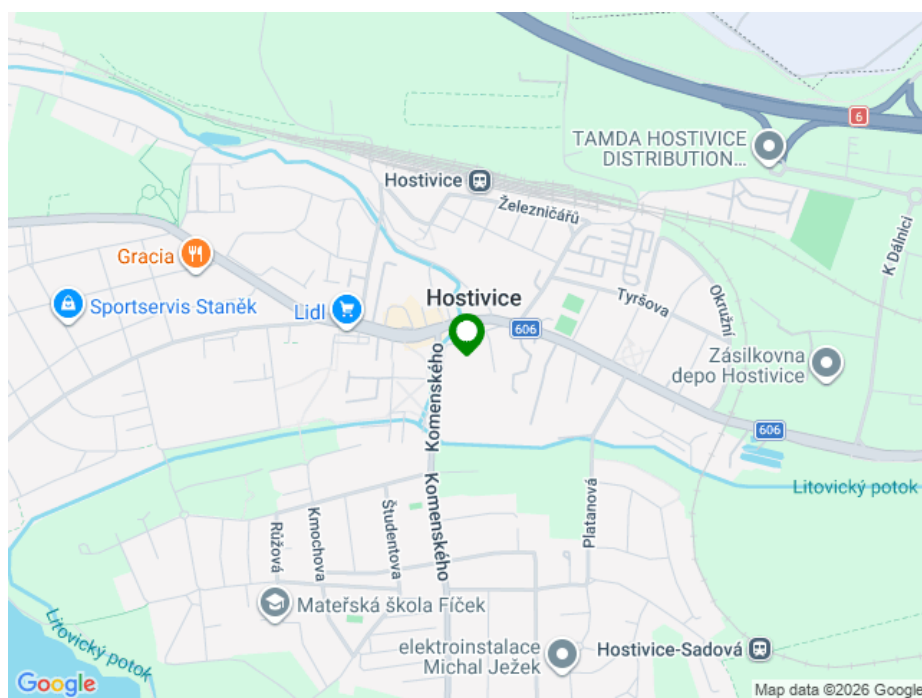 6
TAMDA HOSTIVICE
DISTRIBUTION...
Hostivice
Železničářů
K Dálnici
Gracia
Sportservis Staněk
Lidl
Hostivice
Tyršova
Okružní
606
Zásilkovna
depo Hostivice
Komenského
606
Litovický potok
Komenského
Platanová
Studentova
Kmochova
Růžová
Mateřská škola Fíček
Litovický potok
elektroinstalace
Michal Ježek
Hostivice-Sadová
Google
Map data ©2026 Google